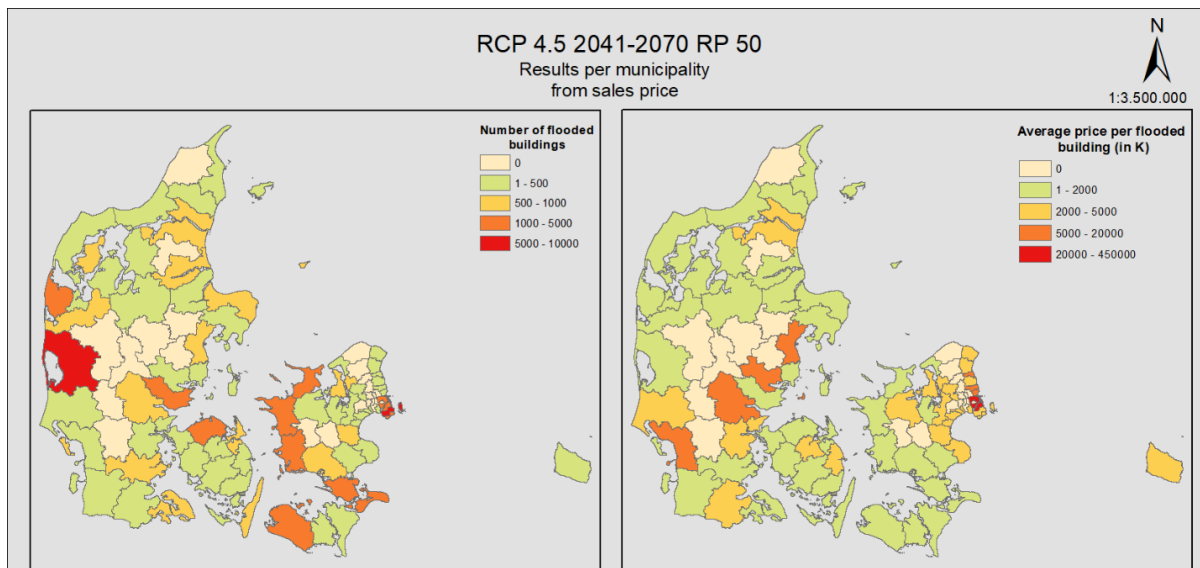 RCP 4.5 2041-2070 RP 50
Results per municipality
from sales price
N
1:3.500.000
Number of flooded
buildings
0
1 - 500
500 - 1000
1000 - 5000
5000 - 10000
Average price per flooded
building (in K)
0
1 - 2000
2000 - 5000
5000 - 20000
20000 - 450000